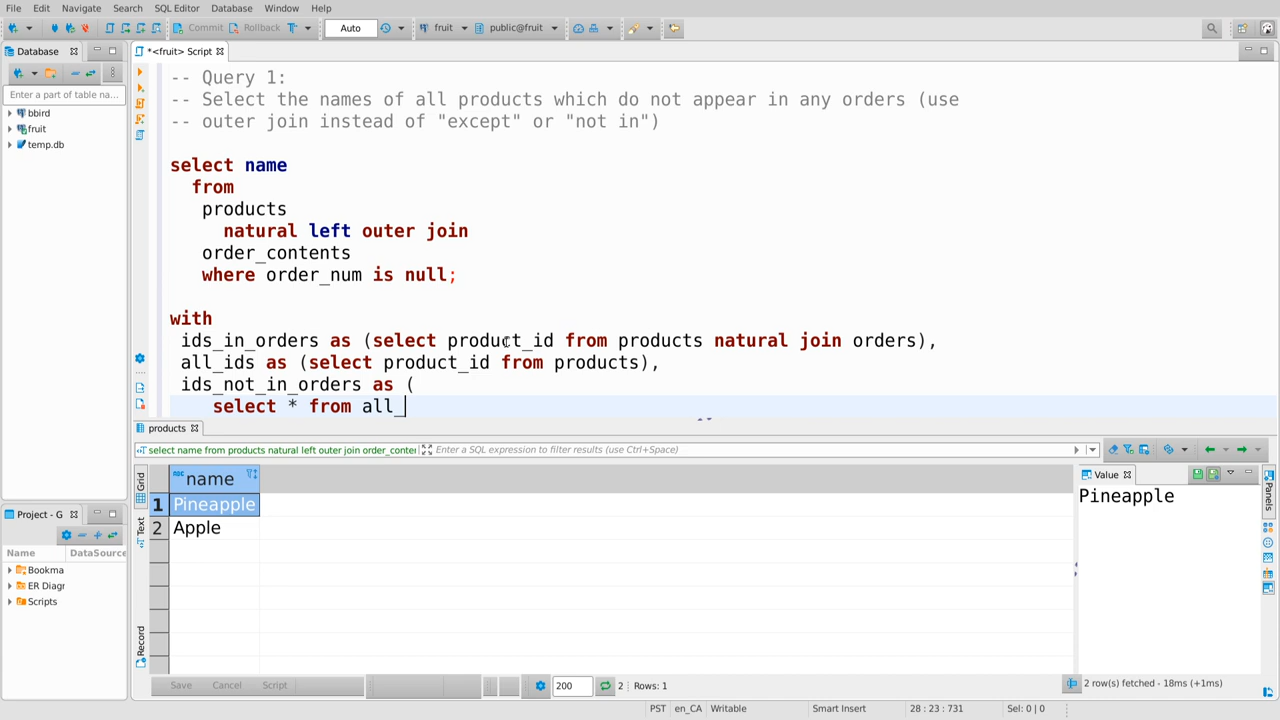 File Edit Navigate Search SQL Editor Database Window Help
Commit Rollback Auto fruit public@fruit
Database *<fruit> Script
Enter a part of table na...
bbird
fruit
temp.db
-- Query 1:
-- Select the names of all products which do not appear in any orders (use
-- outer join instead of "except" or "not in")
select name
from
products
natural left outer join
order_contents
where order_num is null;
with
ids_in_orders as (select product_id from products natural join orders),
all_ids as (select product_id from products),
ids_not_in_orders as (
select * from all_
products
select name from products natural left outer join order_conter Enter a SQL expression to filter results (use Ctrl+Space)
Grid
Text
Record
name
1 Pineapple
2 Apple
Value
Pineapple
Panels
Project - G
Name DataSource
Bookma
ER Diagr
Scripts
Save Cancel Script 200 2 Rows: 1
2 row(s) fetched - 18ms (+1ms)
PST en_CA Writable Smart Insert 28 : 23 : 731 Sel: 0 | 0